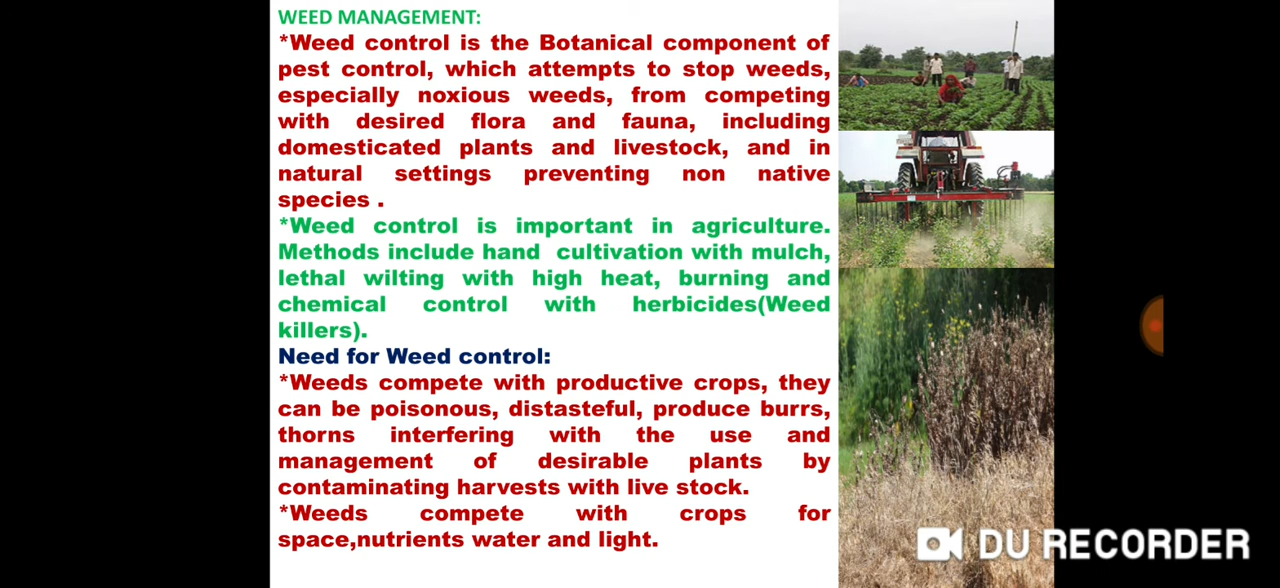 WEED MANAGEMENT:
*Weed control is the Botanical component of
pest control, which attempts to stop weeds,
especially noxious weeds, from competing
with desired flora and fauna, including
domesticated plants and livestock, and in
natural settings preventing non native
species .
*Weed control is important in agriculture.
Methods include hand cultivation with mulch,
lethal wilting with high heat, burning and
chemical control with herbicides(Weed
killers).
Need for Weed control:
*Weeds compete with productive crops, they
can be poisonous, distasteful, produce burrs,
thorns interfering with the use and
management of desirable plants by
contaminating harvests with live stock.
*Weeds compete with crops for
space,nutrients water and light.
DU RECORDER